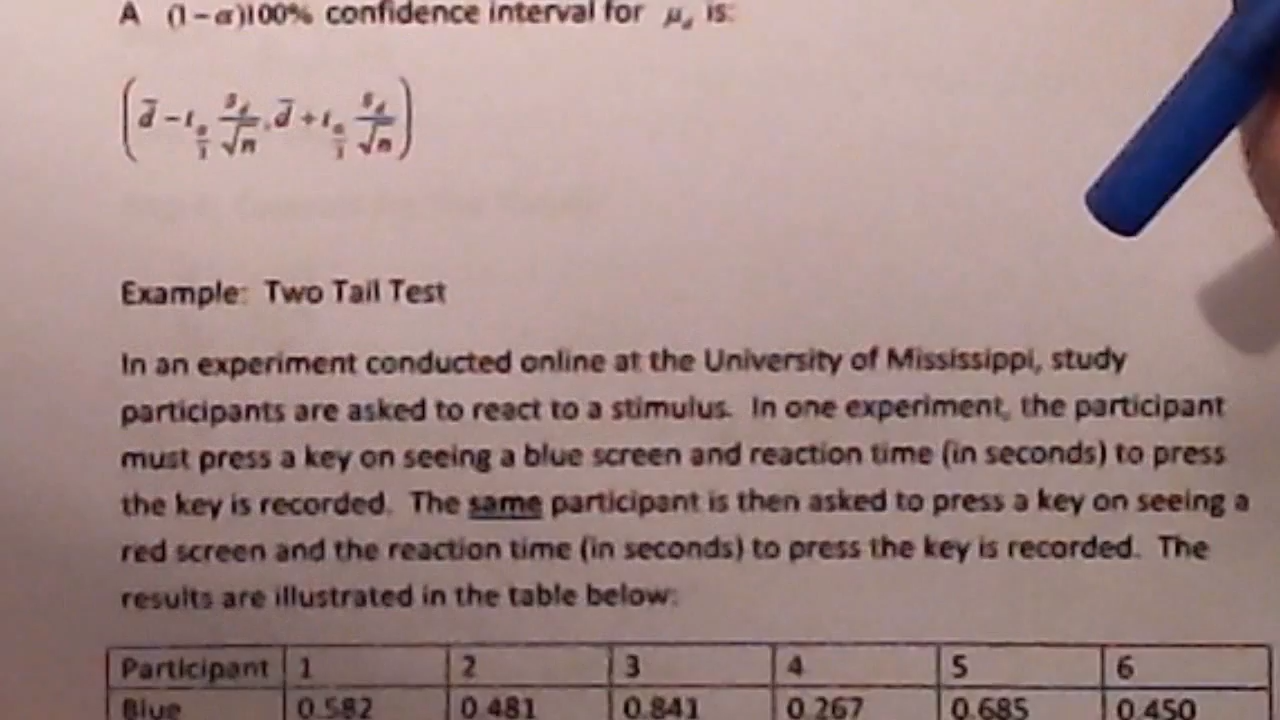 A (1-α)100% confidence interval for μ_d is:
(d̄ - t_{α/2} s_d/√n, d̄ + t_{α/2} s_d/√n)
Example: Two Tail Test
In an experiment conducted online at the University of Mississippi, study
participants are asked to react to a stimulus. In one experiment, the participant
must press a key on seeing a blue screen and reaction time (in seconds) to press
the key is recorded. The same participant is then asked to press a key on seeing a
red screen and the reaction time (in seconds) to press the key is recorded. The
results are illustrated in the table below:
Participant 1 2 3 4 5 6
Blue 0.582 0.481 0.841 0.267 0.685 0.450